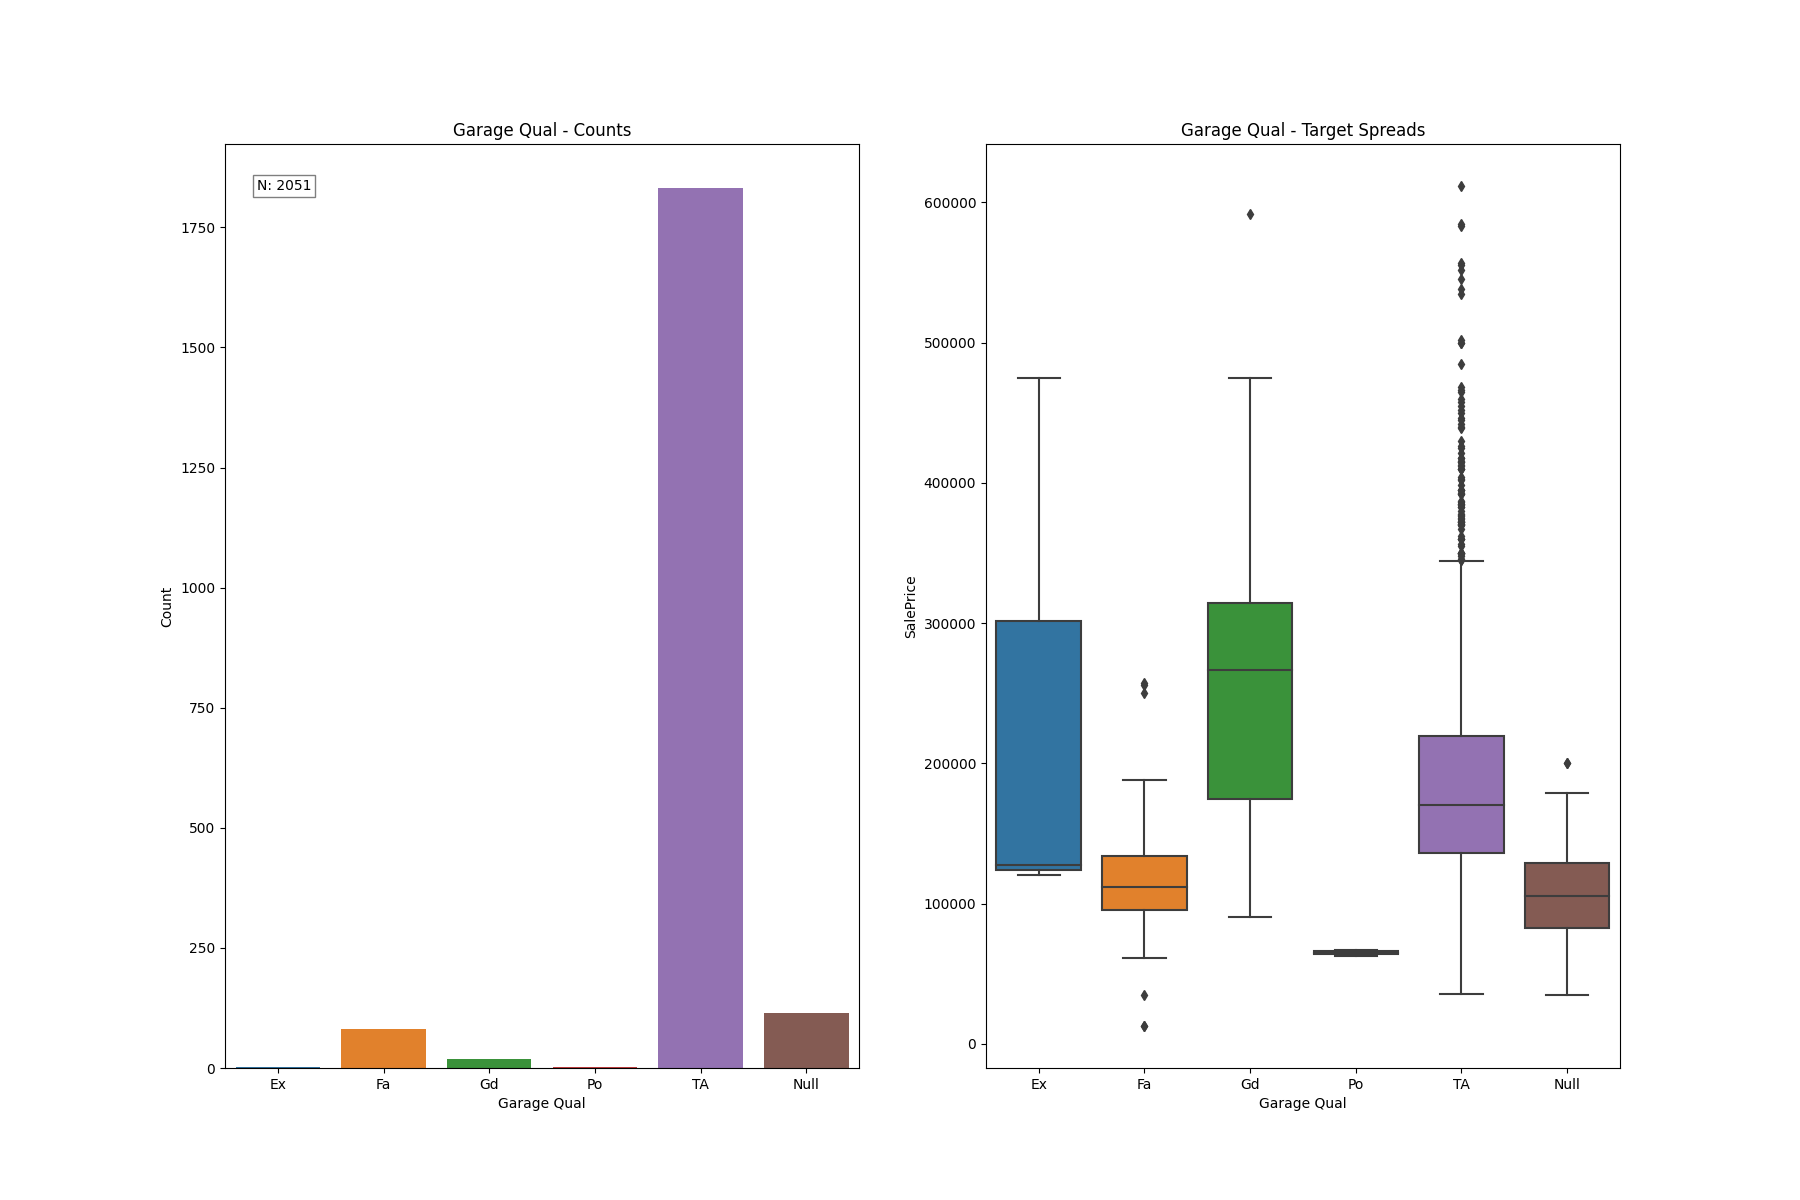 Garage Qual - Counts
N: 2051
1750
1500
1250
1000
750
500
250
0
Count
Ex Fa Gd Po TA Null
Garage Qual
Garage Qual - Target Spreads
600000
500000
400000
300000
200000
100000
0
SalePrice
Ex Fa Gd Po TA Null
Garage Qual